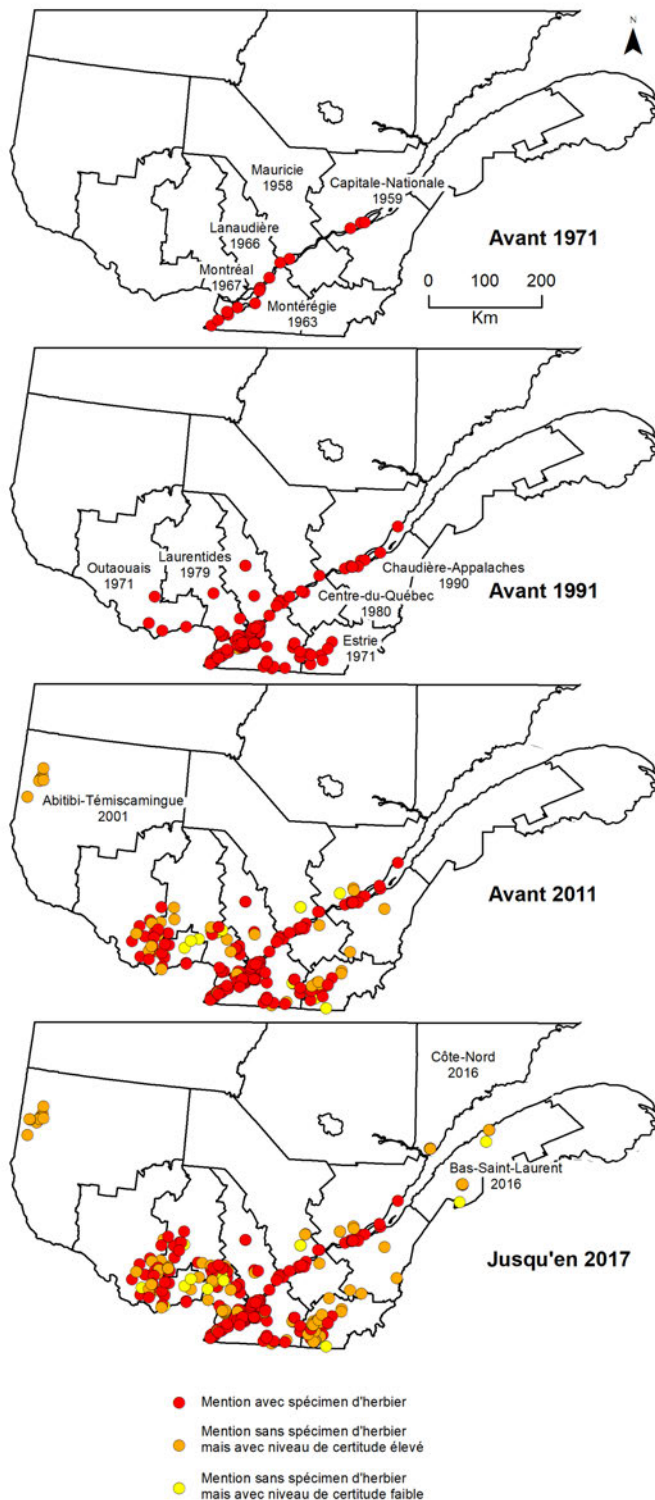 N
Mauricie
1958
Capitale-Nationale
1959
Lanaudière
1966
Montréal
1967
Montérégie
1963
Avant 1971
0 100 200
Km
Outaouais
1971
Laurentides
1979
Chaudière-Appalaches
1990
Centre-du-Québec
1980
Estrie
1971
Avant 1991
Abitibi-Témiscamingue
2001
Avant 2011
Côte-Nord
2016
Bas-Saint-Laurent
2016
Jusqu'en 2017
Mention avec spécimen d'herbier
Mention sans spécimen d'herbier
mais avec niveau de certitude élevé
Mention sans spécimen d'herbier
mais avec niveau de certitude faible